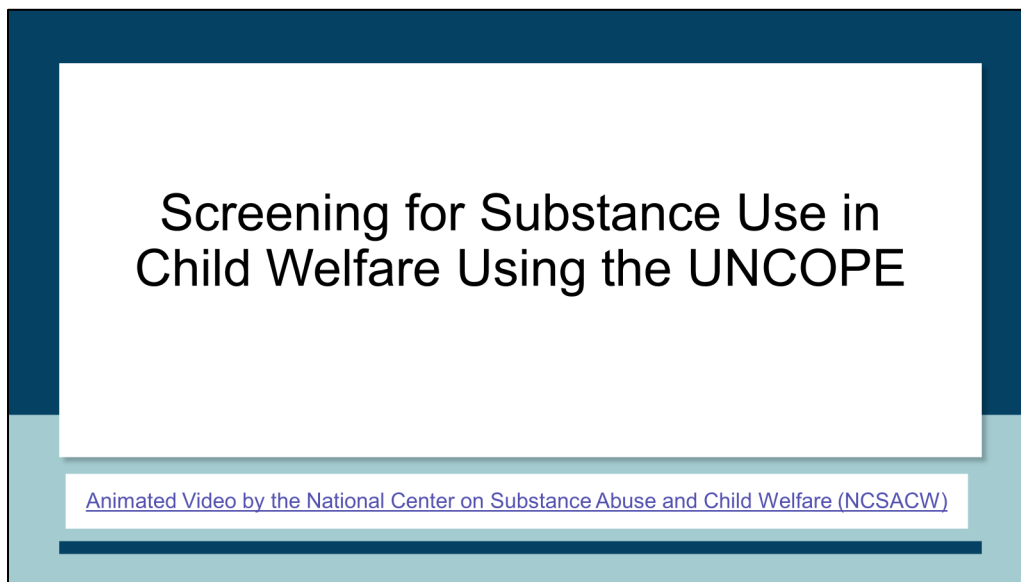 Screening for Substance Use in
Child Welfare Using the UNCOPE
Animated Video by the National Center on Substance Abuse and Child Welfare (NCSACW)